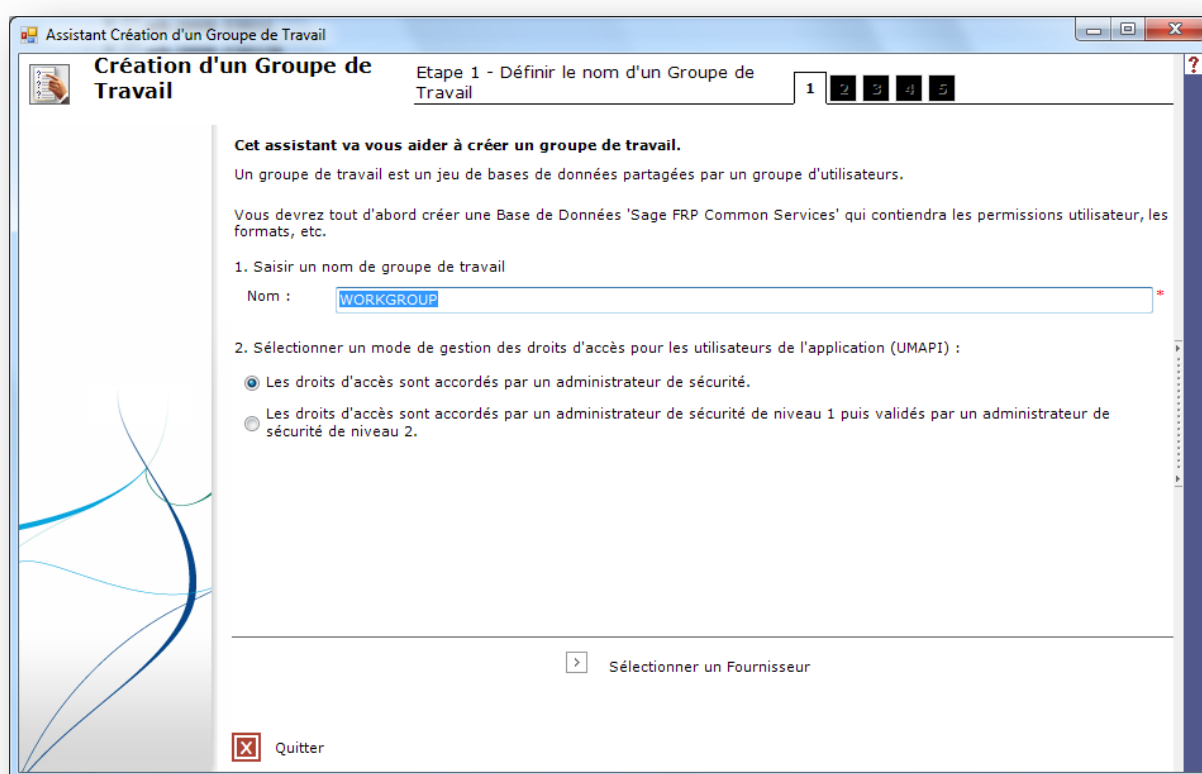 Assistant Création d'un Groupe de Travail
Création d'un Groupe de
Travail
Etape 1 - Définir le nom d'un Groupe de
Travail
1 2 3 4 5
?
Cet assistant va vous aider à créer un groupe de travail.
Un groupe de travail est un jeu de bases de données partagées par un groupe d'utilisateurs.
Vous devrez tout d'abord créer une Base de Données 'Sage FRP Common Services' qui contiendra les permissions utilisateur, les
formats, etc.
1. Saisir un nom de groupe de travail
Nom : WORKGROUP *
2. Sélectionner un mode de gestion des droits d'accès pour les utilisateurs de l'application (UMAPI) :
Les droits d'accès sont accordés par un administrateur de sécurité.
Les droits d'accès sont accordés par un administrateur de sécurité de niveau 1 puis validés par un administrateur de
sécurité de niveau 2.
> Sélectionner un Fournisseur
X Quitter